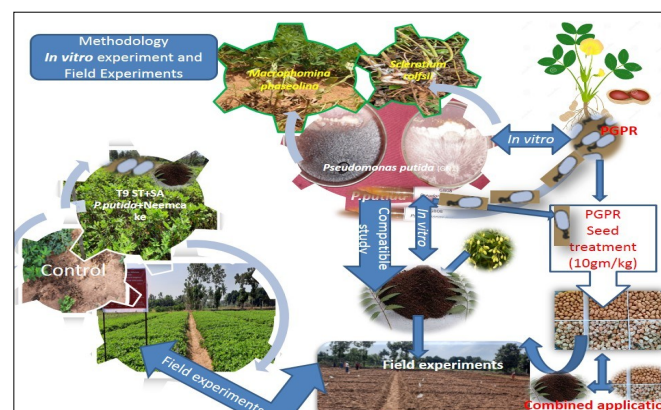 Methodology
In vitro experiment and
Field Experiments
Macrophomina
phaseolina
Sclerotium
rolfsii
PGPR
In vitro
Pseudomonas putida
P.putida
T9 ST+SA
P.putida+Neemca
ke
Control
Compatible
study
In vitro
PGPR
Seed
treatment
(10gm/kg)
Field experiments
Field experiments
Combined application